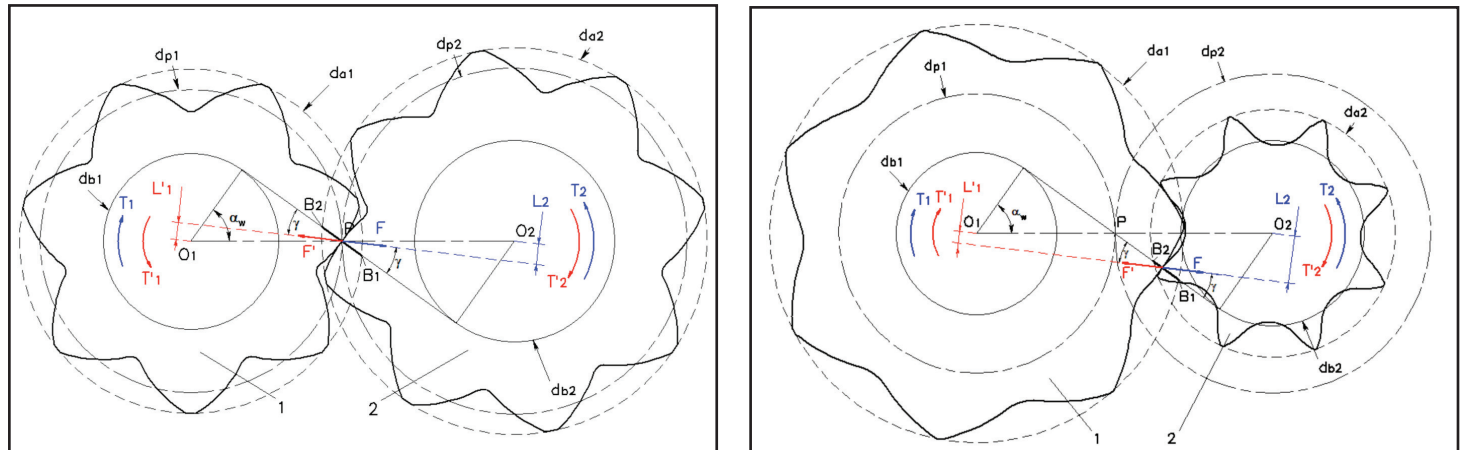 dp1
da1
dp2
da2
db1
T1
L'1
T'1
O1
αw
B2
γ
F'
P
F
γ
B1
L2
T2
O2
T'2
db2
1
2
dp1
da1
dp2
da2
db1
T1
T'1
L'1
O1
αw
P
γ
B2
F'
F
γ
B1
O2
L2
T2
T'2
db2
1
2